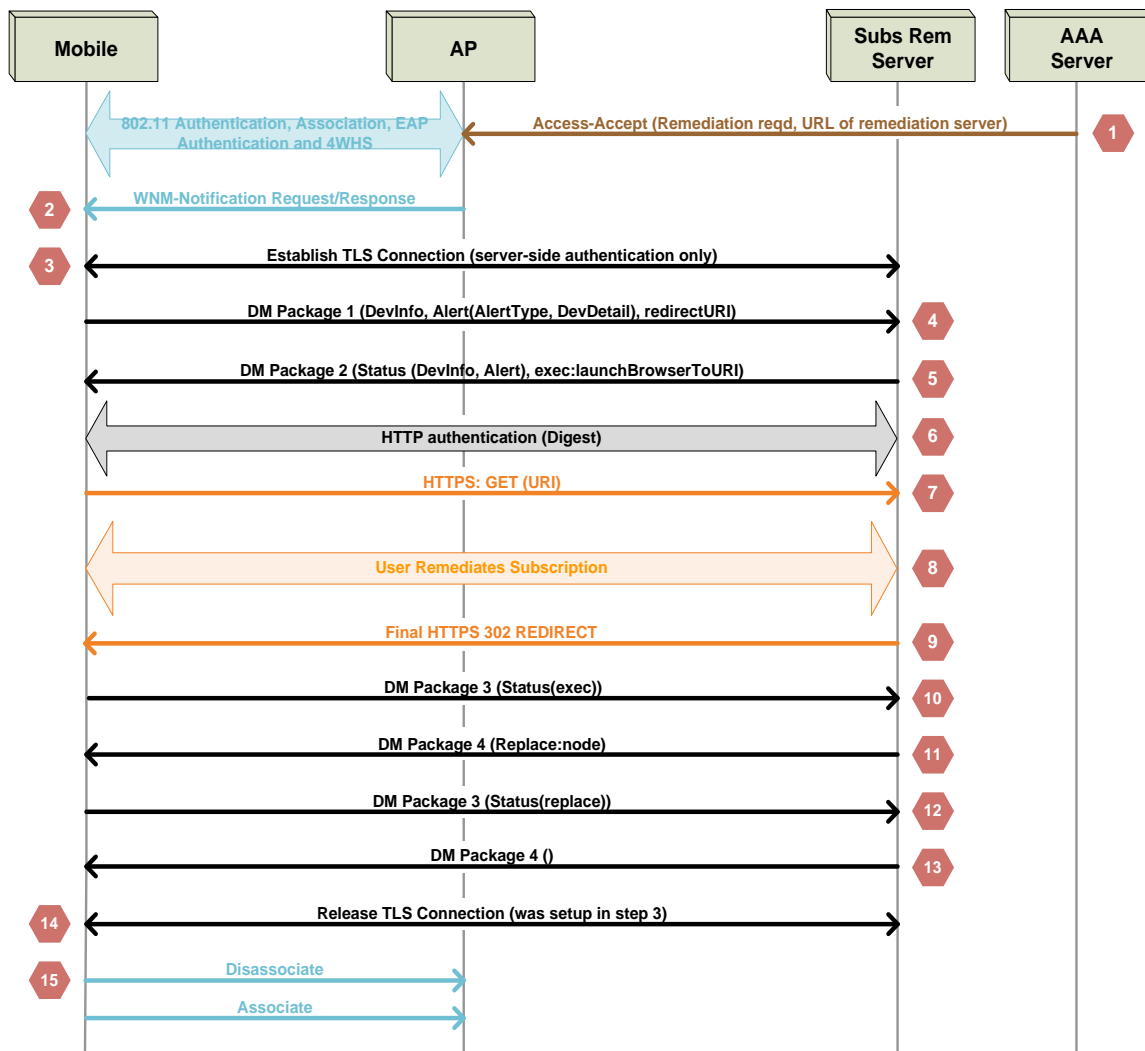 Mobile
AP
Subs Rem
Server
AAA
Server
802.11 Authentication, Association, EAP
Authentication and 4WHS
Access-Accept (Remediation reqd, URL of remediation server)
1
2
WNM-Notification Request/Response
3
Establish TLS Connection (server-side authentication only)
DM Package 1 (DevInfo, Alert(AlertType, DevDetail), redirectURI)
4
DM Package 2 (Status (DevInfo, Alert), exec:launchBrowserToURI)
5
HTTP authentication (Digest)
6
HTTPS: GET (URI)
7
User Remediates Subscription
8
Final HTTPS 302 REDIRECT
9
DM Package 3 (Status(exec))
10
DM Package 4 (Replace:node)
11
DM Package 3 (Status(replace))
12
DM Package 4 ()
13
14
Release TLS Connection (was setup in step 3)
15
Disassociate
Associate